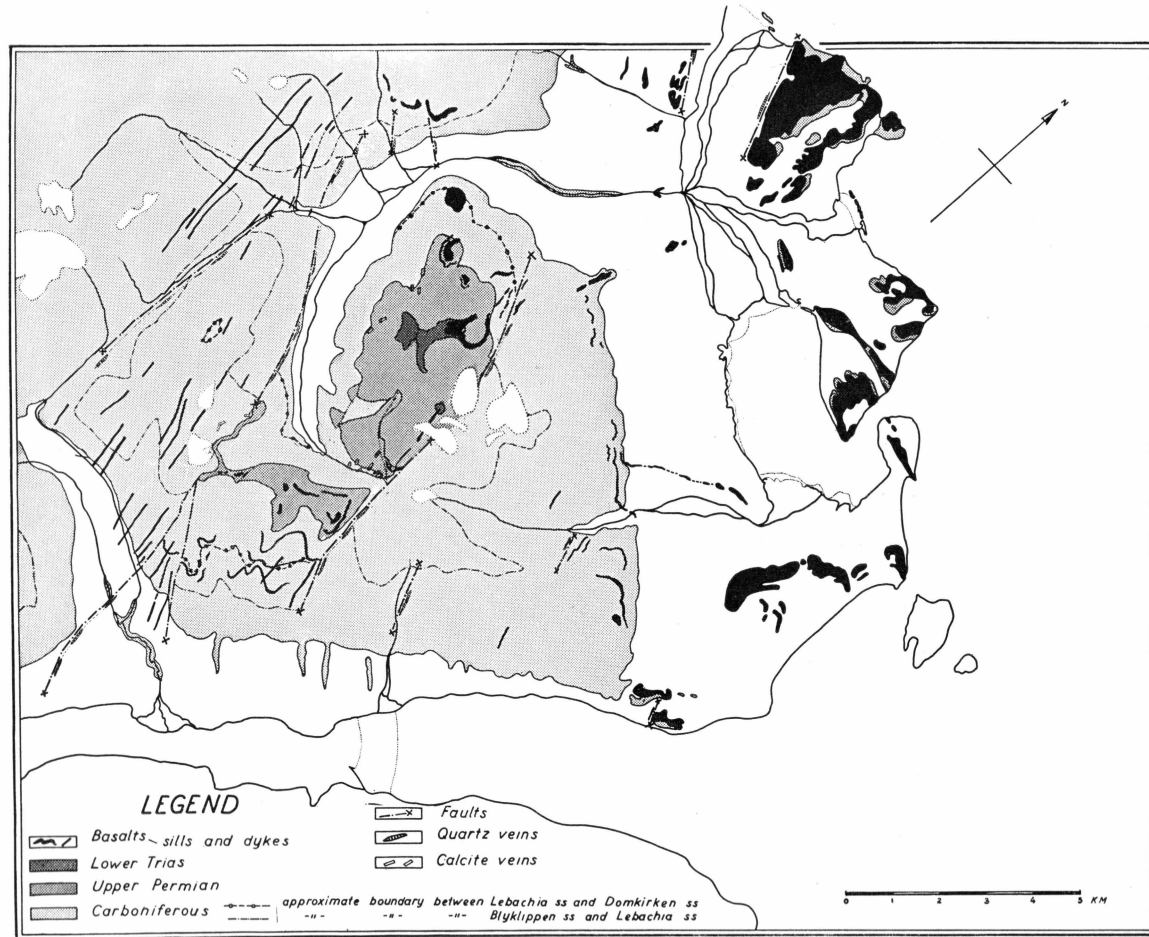 N
LEGEND
Basalts - sills and dykes
Lower Trias
Upper Permian
Carboniferous
Faults
Quartz veins
Calcite veins
approximate boundary between Lebachia ss and Domkirken ss
-"- -"- -"- Blyklippen ss and Lebachia ss
0 1 2 3 4 5 KM